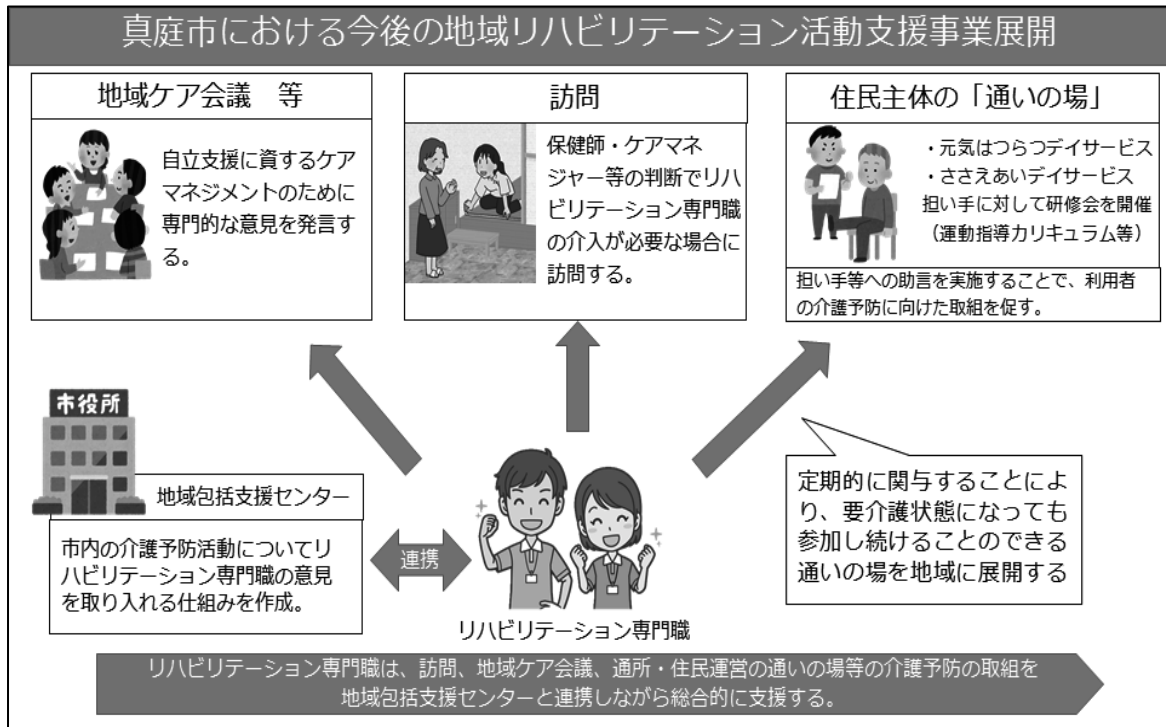 真庭市における今後の地域リハビリテーション活動支援事業展開
地域ケア会議　等
自立支援に資するケア
マネジメントのために
専門的な意見を発言す
る。
訪問
保健師・ケアマネ
ジャー等の判断でリハ
ビリテーション専門職
の介入が必要な場合に
訪問する。
住民主体の「通いの場」
・元気はつらつデイサービス
・ささえあいデイサービス
担い手に対して研修会を開催
（運動指導カリキュラム等）
担い手等への助言を実施することで、利用者
の介護予防に向けた取組を促す。
市役所
地域包括支援センター
市内の介護予防活動についてリ
ハビリテーション専門職の意見
を取り入れる仕組みを作成。
連携
リハビリテーション専門職
定期的に関与することによ
り、要介護状態になっても
参加し続けることのできる
通いの場を地域に展開する
リハビリテーション専門職は、訪問、地域ケア会議、通所・住民運営の通いの場等の介護予防の取組を
地域包括支援センターと連携しながら総合的に支援する。